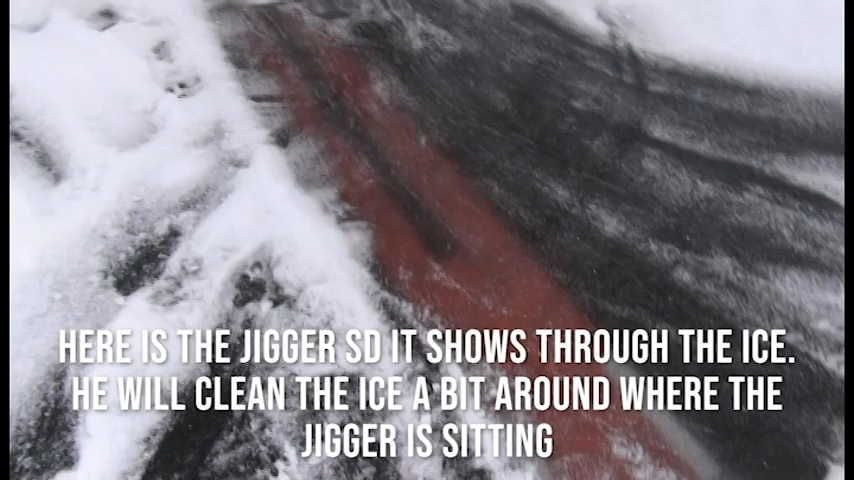 HERE IS THE JIGGER SD IT SHOWS THROUGH THE ICE.
HE WILL CLEAN THE ICE A BIT AROUND WHERE THE
JIGGER IS SITTING